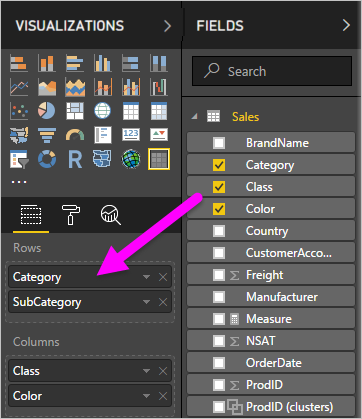 VISUALIZATIONS
FIELDS
Search
Sales
BrandName
Category
Class
Color
Country
CustomerAcco...
Freight
Manufacturer
Measure
NSAT
OrderDate
ProdID
ProdID (clusters)
R
123
...
Rows
Category
SubCategory
Columns
Class
Color